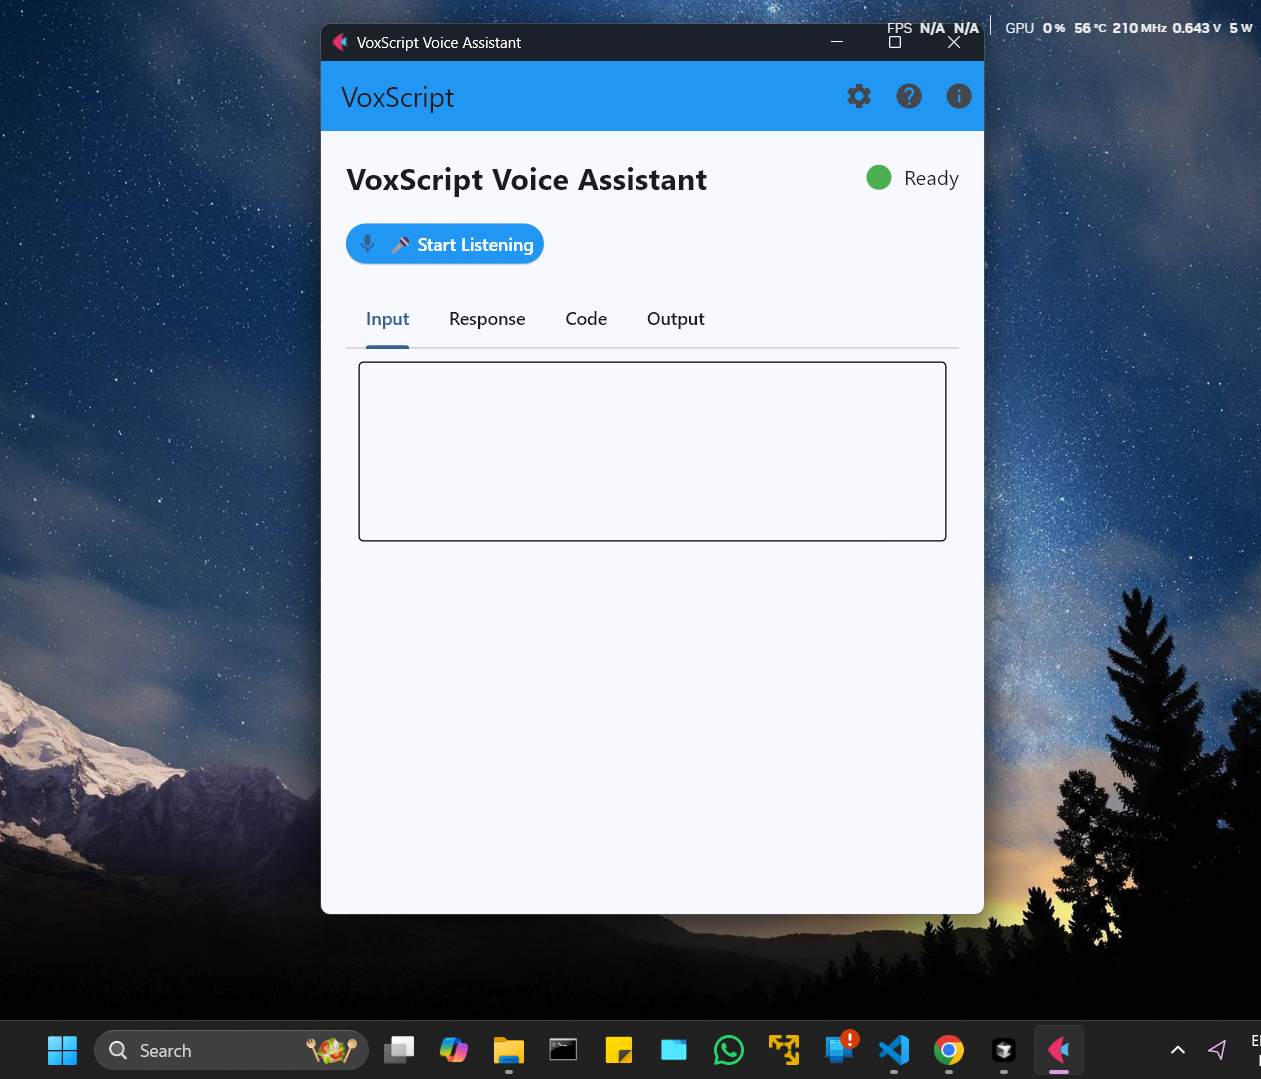 FPS N/A N/A GPU 0 % 56 °C 210 MHz 0.643 V 5 W
VoxScript Voice Assistant
VoxScript
VoxScript Voice Assistant
Ready
Start Listening
Input Response Code Output
Search